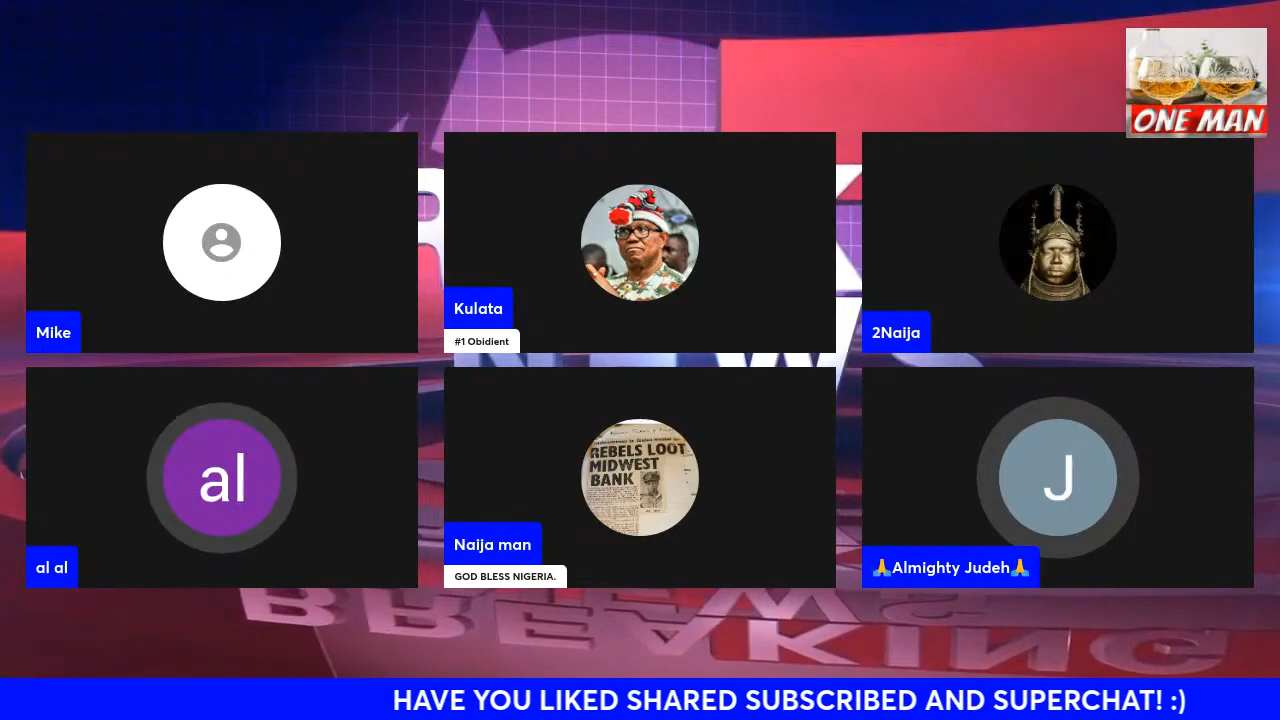 ONE MAN
Mike
Kulata
#1 Obidient
2Naija
al
al al
REBELS LOOT
MIDWEST
BANK
Naija man
GOD BLESS NIGERIA.
J
🙏Almighty Judeh🙏
BREAKING
HAVE YOU LIKED SHARED SUBSCRIBED AND SUPERCHAT! :)